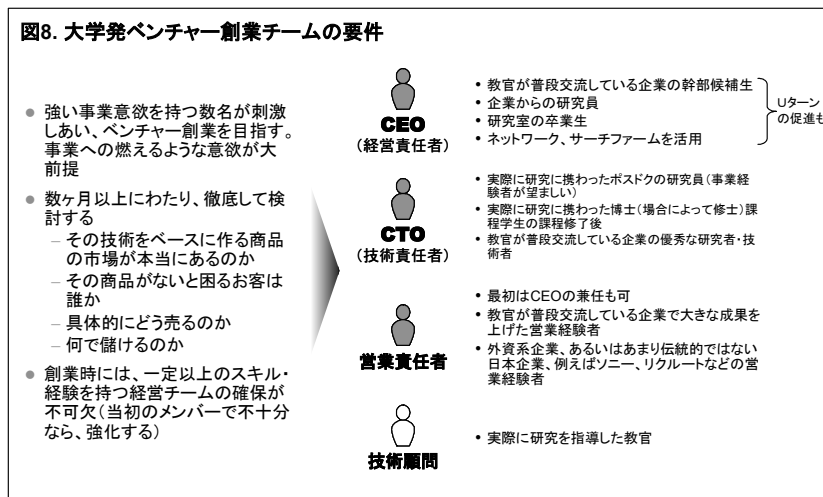 図8. 大学発ベンチャー創業チームの要件
● 強い事業意欲を持つ数名が刺激
しあい、ベンチャー創業を目指す。
事業への燃えるような意欲が大
前提
● 数ヶ月以上にわたり、徹底して検
討する
– その技術をベースに作る商品
の市場が本当にあるのか
– その商品がないと困るお客は
誰か
– 具体的にどう売るのか
– 何で儲けるのか
● 創業時には、一定以上のスキル・
経験を持つ経営チームの確保が
不可欠(当初のメンバーで不十分
なら、強化する)
CEO
(経営責任者)
• 教官が普段交流している企業の幹部候補生
• 企業からの研究員
• 研究室の卒業生
• ネットワーク、サーチファームを活用
Uターン
の促進も
CTO
(技術責任者)
• 実際に研究に携わったポスドクの研究員(事業経
験者が望ましい)
• 実際に研究に携わった博士(場合によって修士)課
程学生の課程修了後
• 教官が普段交流している企業の優秀な研究者・技
術者
営業責任者
• 最初はCEOの兼任も可
• 教官が普段交流している企業で大きな成果を
上げた営業経験者
• 外資系企業、あるいはあまり伝統的ではない
日本企業、例えばソニー、リクルートなどの営
業経験者
技術顧問
• 実際に研究を指導した教官